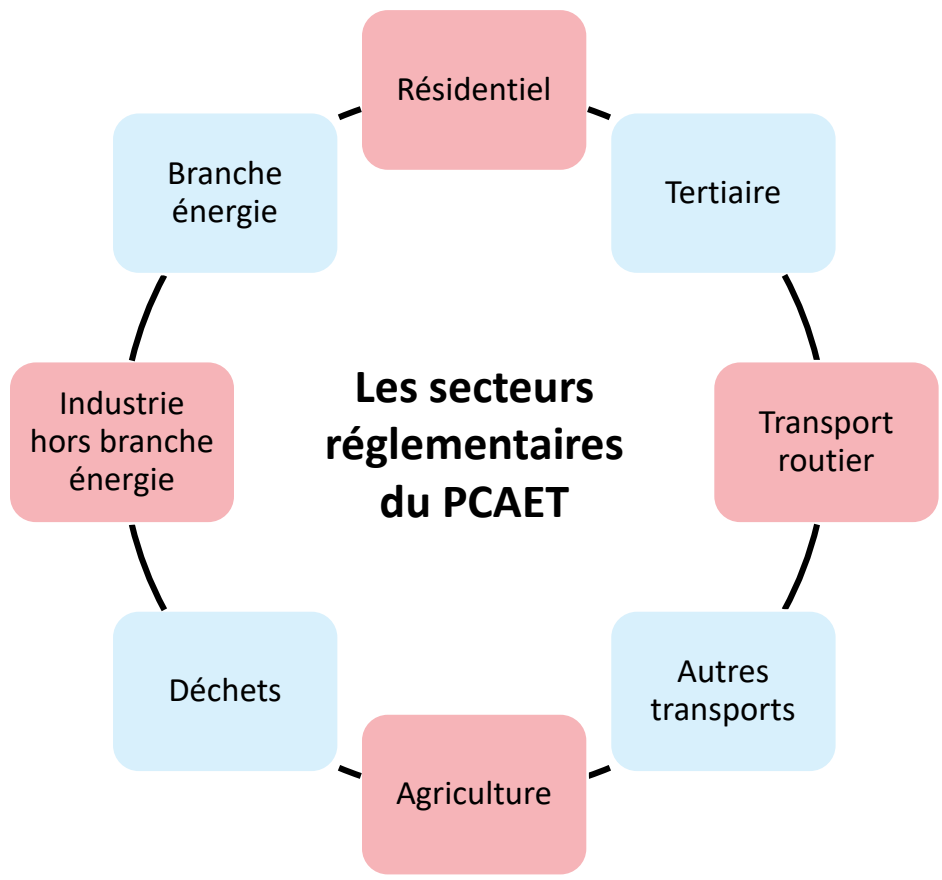 Résidentiel
Tertiaire
Transport
routier
Autres
transports
Agriculture
Déchets
Industrie
hors branche
énergie
Branche
énergie
Les secteurs
réglementaires
du PCAET